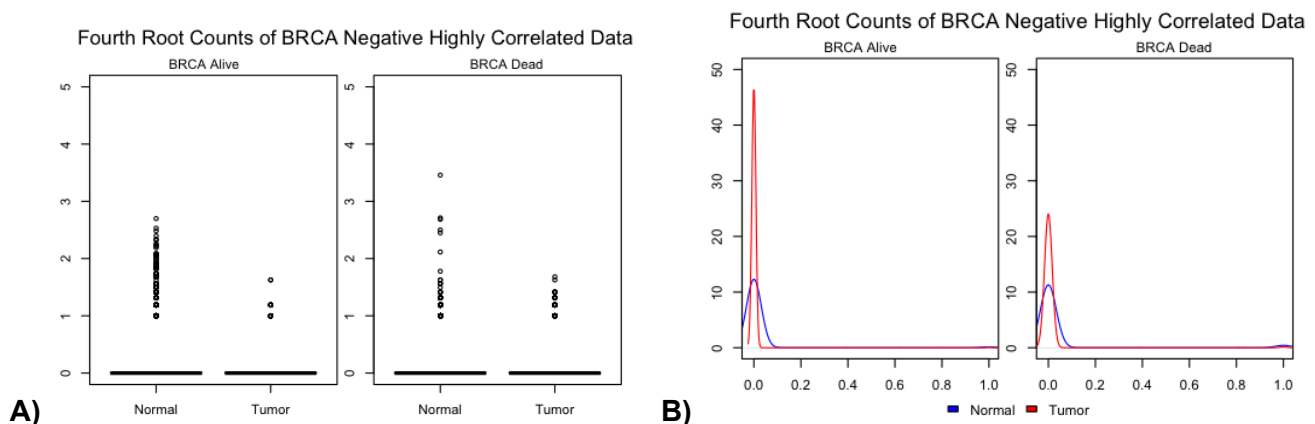 Fourth Root Counts of BRCA Negative Highly Correlated Data
BRCA Alive
BRCA Dead
5
4
3
2
1
0
5
4
3
2
1
0
Normal
Tumor
Normal
Tumor
A)
Fourth Root Counts of BRCA Negative Highly Correlated Data
BRCA Alive
BRCA Dead
50
40
30
20
10
0
50
40
30
20
10
0
0.0 0.2 0.4 0.6 0.8 1.0
0.0 0.2 0.4 0.6 0.8 1.0
Normal
Tumor
B)